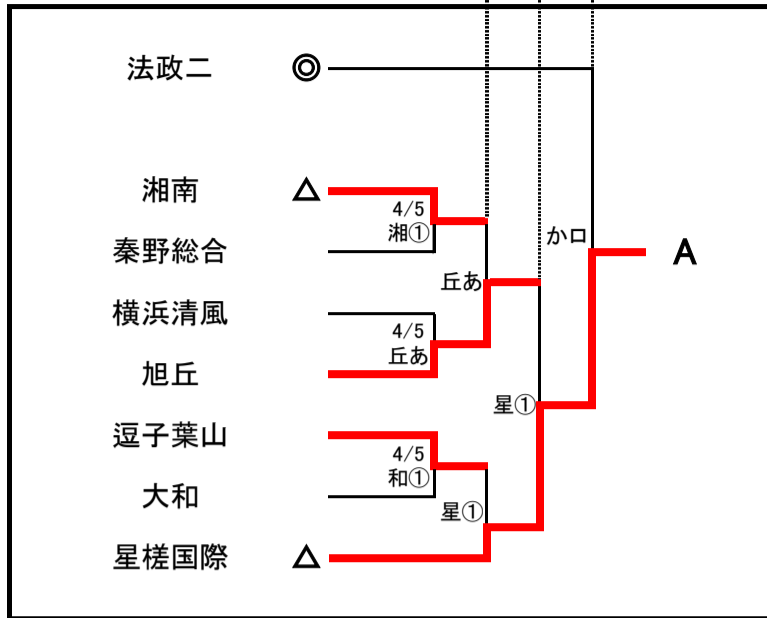 法政二 ◎
湘南 △
4/5
湘①
秦野総合
かロ
A
丘あ
横浜清風
4/5
丘あ
旭丘
星①
逗子葉山
4/5
和①
大和
星①
星槎国際 △